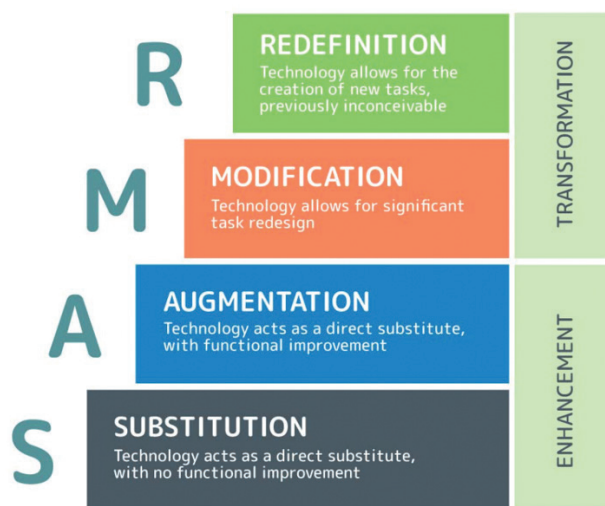 R
REDEFINITION
Technology allows for the
creation of new tasks,
previously inconceivable
M
MODIFICATION
Technology allows for significant
task redesign
TRANSFORMATION
A
AUGMENTATION
Technology acts as a direct substitute,
with functional improvement
S
SUBSTITUTION
Technology acts as a direct substitute,
with no functional improvement
ENHANCEMENT